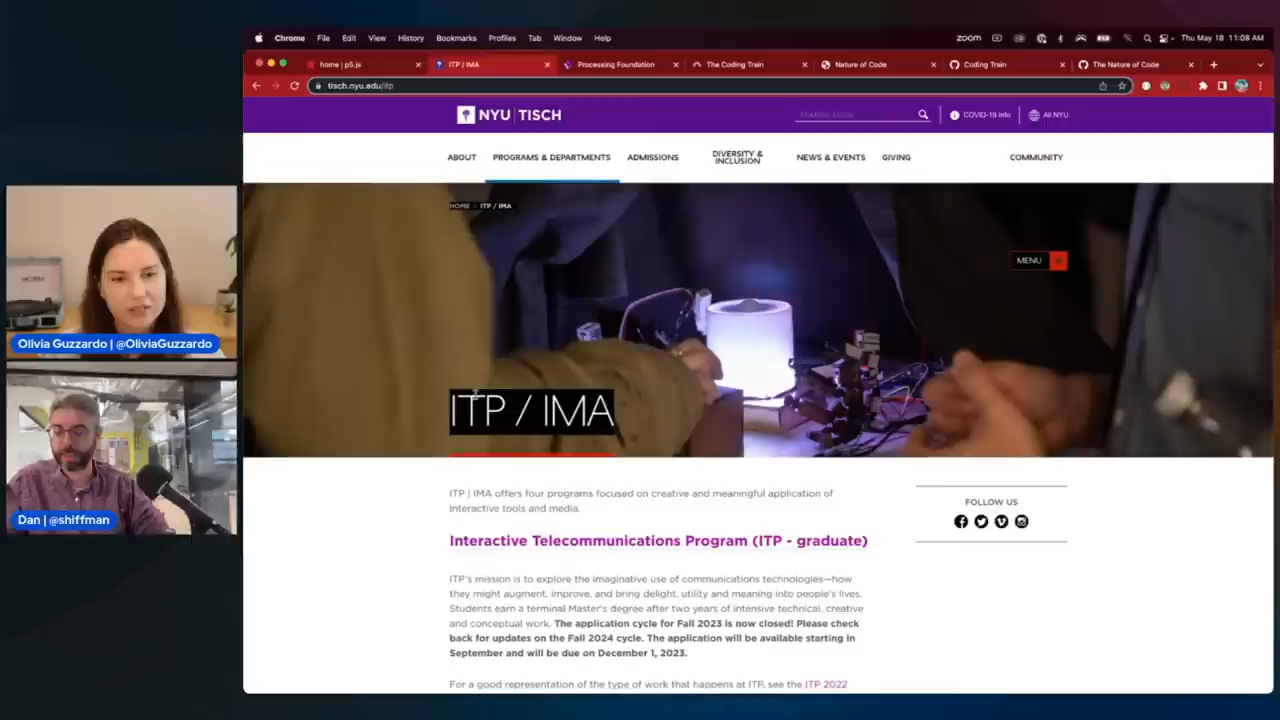 Chrome File Edit View History Bookmarks Profiles Tab Window Help
zoom Thu May 18 11:08 AM
home | p5.js
ITP / IMA
Processing Foundation
The Coding Train
Nature of Code
Coding Train
The Nature of Code
tisch.nyu.edu/itp
NYU | TISCH
COVID-19 Info
All NYU
ABOUT
PROGRAMS & DEPARTMENTS
ADMISSIONS
DIVERSITY &
INCLUSION
NEWS & EVENTS
GIVING
COMMUNITY
HOME
ITP / IMA
MENU
ITP / IMA
Olivia Guzzardo | @OliviaGuzzardo
Dan | @shiffman
ITP | IMA offers four programs focused on creative and meaningful application of
interactive tools and media.
FOLLOW US
Interactive Telecommunications Program (ITP - graduate)
ITP's mission is to explore the imaginative use of communications technologies—how
they might augment, improve, and bring delight, utility and meaning into people's lives.
Students earn a terminal Master's degree after two years of intensive technical, creative
and conceptual work. The application cycle for Fall 2023 is now closed! Please check
back for updates on the Fall 2024 cycle. The application will be available starting in
September and will be due on December 1, 2023.
For a good representation of the type of work that happens at ITP, see the ITP 2022